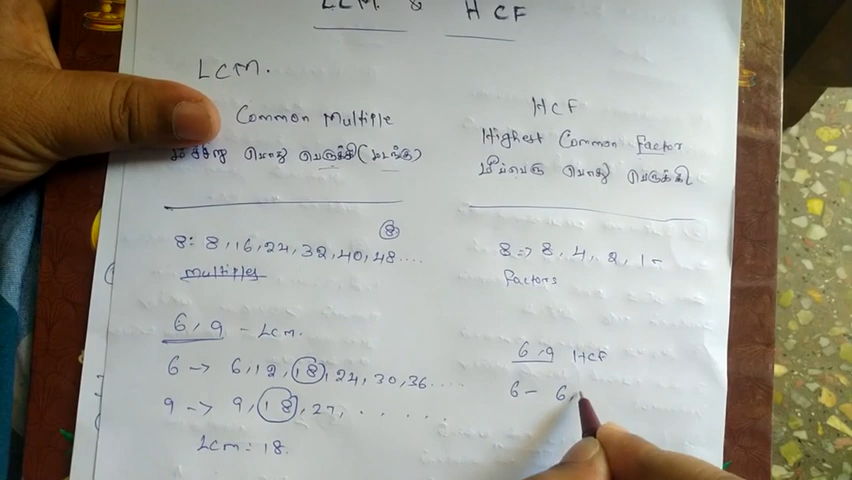 LCM & HCF
LCM.
Common Multiple
பொது பெருக்கி (மடங்கு)
8
8: 8, 16, 24, 32, 40, 48....
multiples
6, 9 - LCM.
6 -> 6, 12, 18, 24, 30, 36.....
9 -> 9, 18, 27, . . . . . .
LCM = 18.
HCF
Highest Common Factor
பொது
8 => 8, 4, 2, 1 -
factors
6, 9 HCF
6 - 6,